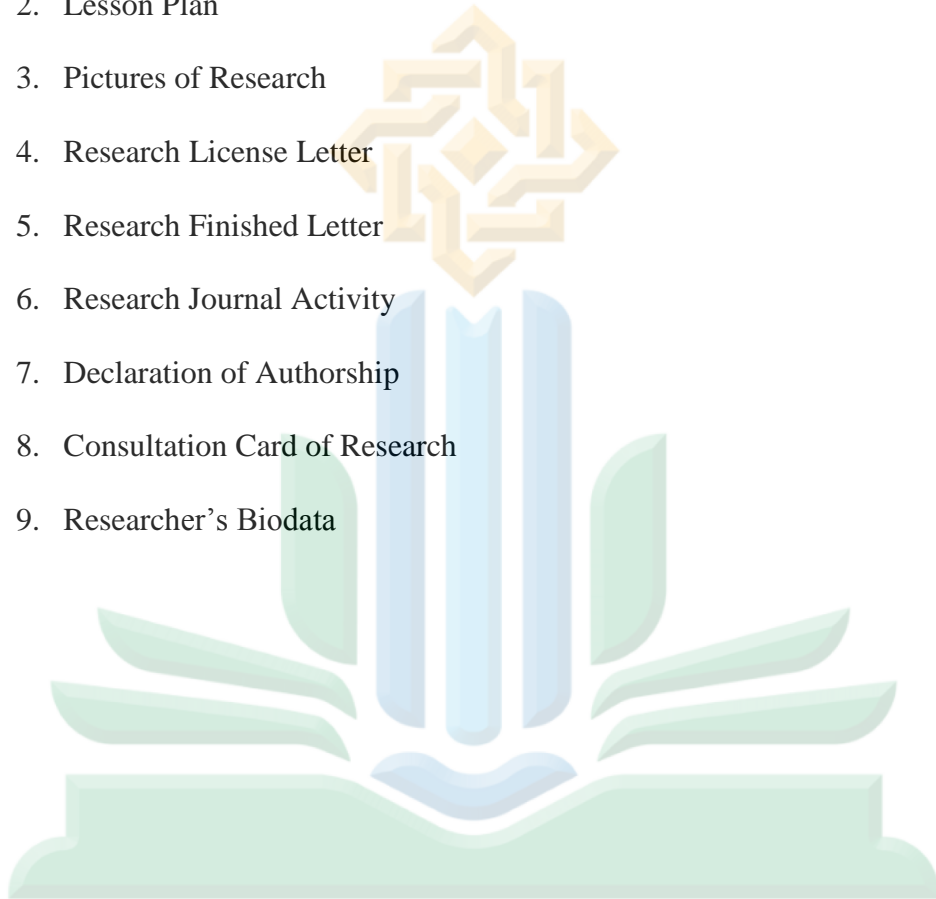 2. Lesson Plan
3. Pictures of Research
4. Research License Letter
5. Research Finished Letter
6. Research Journal Activity
7. Declaration of Authorship
8. Consultation Card of Research
9. Researcher’s Biodata